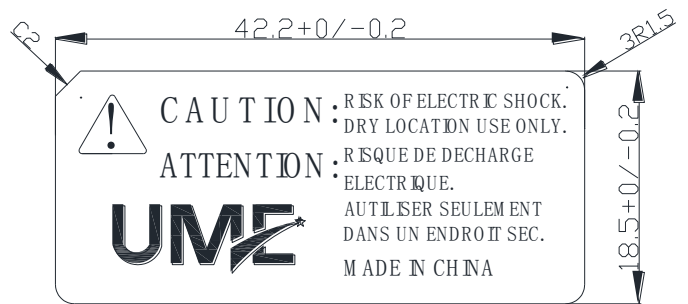 42.2+0/-0.2
C2
3R1.5
CAUTION: RISK OF ELECTRIC SHOCK.
DRY LOCATION USE ONLY.
ATTENTION: RISQUE DE DECHARGE
ELECTRIQUE.
AUTILISER SEULEMENT
DANS UN ENDROIT SEC.
MADE IN CHINA
UME
18.5+0/-0.2